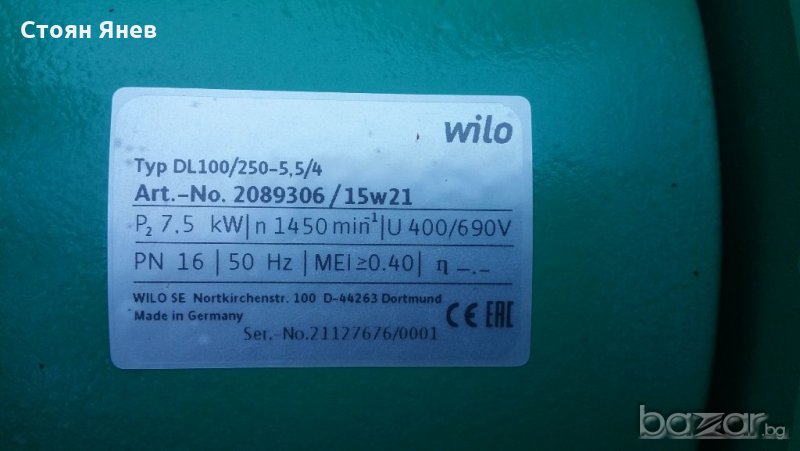 Стоян Янев
wilo
Typ DL100/250-5,5/4
Art.-No. 2089306/15w21
P₂ 7,5 kW|n 1450 min⁻¹|U 400/690V
PN 16 | 50 Hz |MEI≥0.40| η –.–
WILO SE Nortkirchenstr. 100 D-44263 Dortmund
Made in Germany
CE EAC
Ser.-No.21127676/0001
bazar.bg